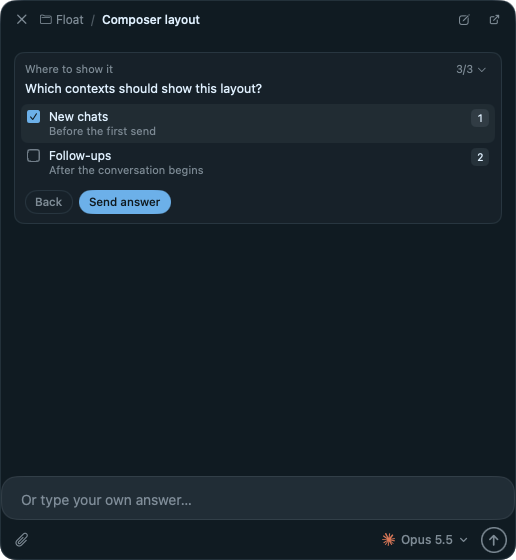 Float / Composer layout
Where to show it 3/3
Which contexts should show this layout?
New chats 1
Before the first send
Follow-ups 2
After the conversation begins
Back Send answer
Or type your own answer...
Opus 5.5